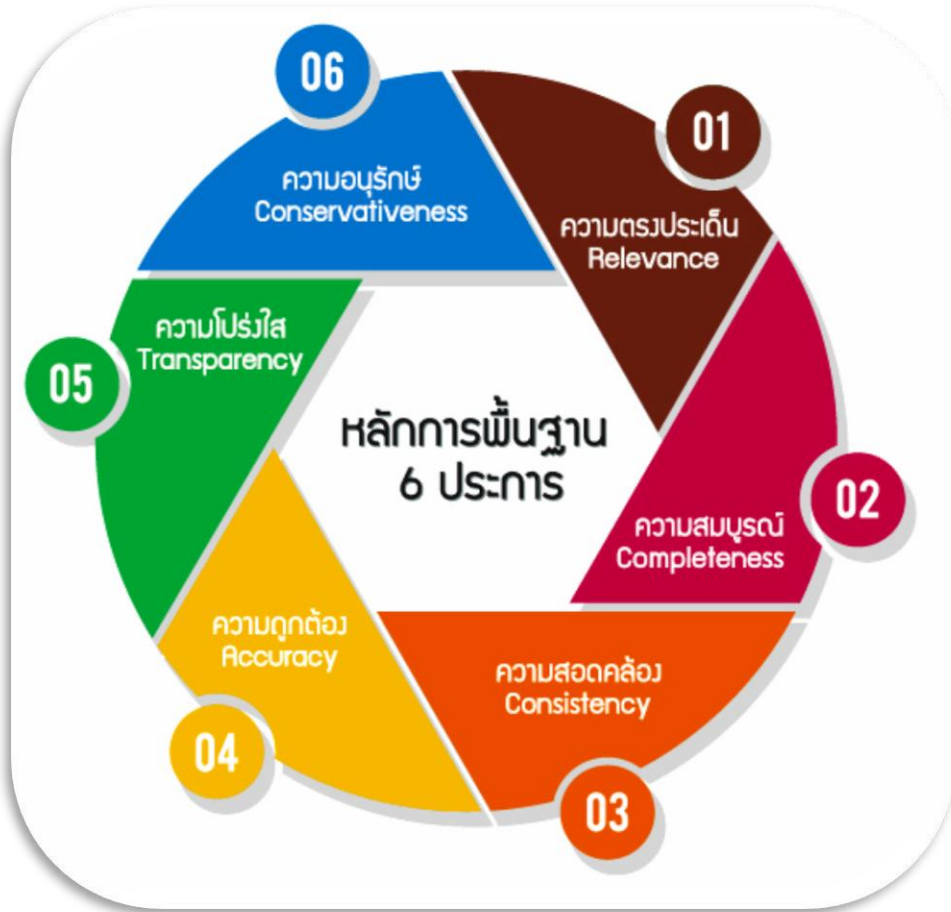 หลักการพื้นฐาน
6 ประการ
01
ความตรงประเด็น
Relevance
02
ความสมบูรณ์
Completeness
03
ความสอดคล้อง
Consistency
04
ความถูกต้อง
Accuracy
05
ความโปร่งใส
Transparency
06
ความอนุรักษ์
Conservativeness